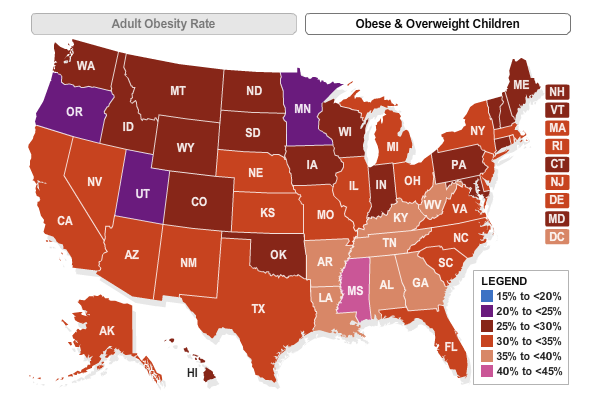 Adult Obesity Rate
Obese & Overweight Children
WA
MT
ND
MN
ME
OR
ID
SD
WI
NY
MI
WY
IA
PA
NE
NV
UT
CO
IL
IN
OH
WV
VA
KS
MO
KY
CA
NC
TN
AZ
NM
OK
AR
SC
MS
AL
GA
LA
TX
AK
FL
HI
NH
VT
MA
RI
CT
NJ
DE
MD
DC
LEGEND
15% to <20%
20% to <25%
25% to <30%
30% to <35%
35% to <40%
40% to <45%